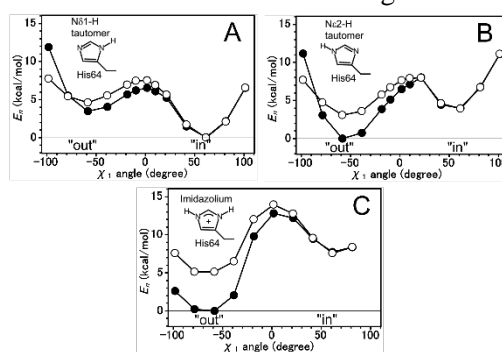 Nδ1-H
tautomer
N
N-H
His64
A
15
10
5
0
En (kcal/mol)
"out"
"in"
-100 -50 0 50 100
χ1 angle (degree)
Nε2-H
tautomer
H-N
N
His64
B
15
10
5
0
En (kcal/mol)
"out"
"in"
-100 -50 0 50 100
χ1 angle (degree)
Imidazolium
H-N
+
N-H
His64
C
15
10
5
0
En (kcal/mol)
"out"
"in"
-100 -50 0 50 100
χ1 angle (degree)